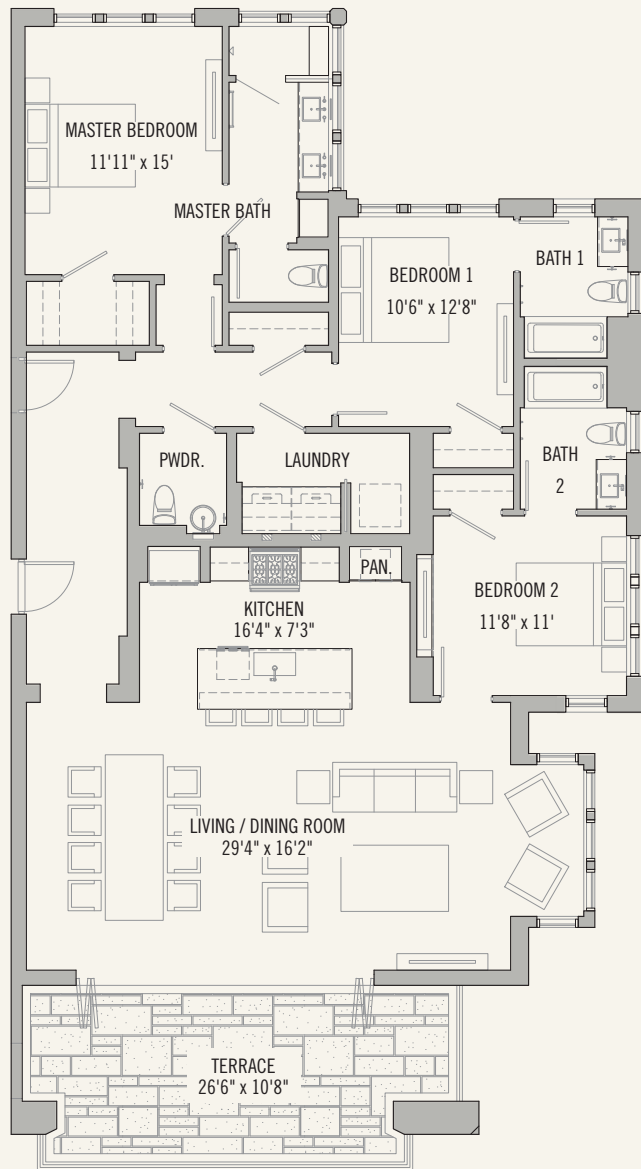 MASTER BEDROOM
11'11" x 15'
MASTER BATH
BEDROOM 1
10'6" x 12'8"
BATH 1
PWDR.
LAUNDRY
BATH
2
PAN.
BEDROOM 2
11'8" x 11'
KITCHEN
16'4" x 7'3"
LIVING / DINING ROOM
29'4" x 16'2"
TERRACE
26'6" x 10'8"